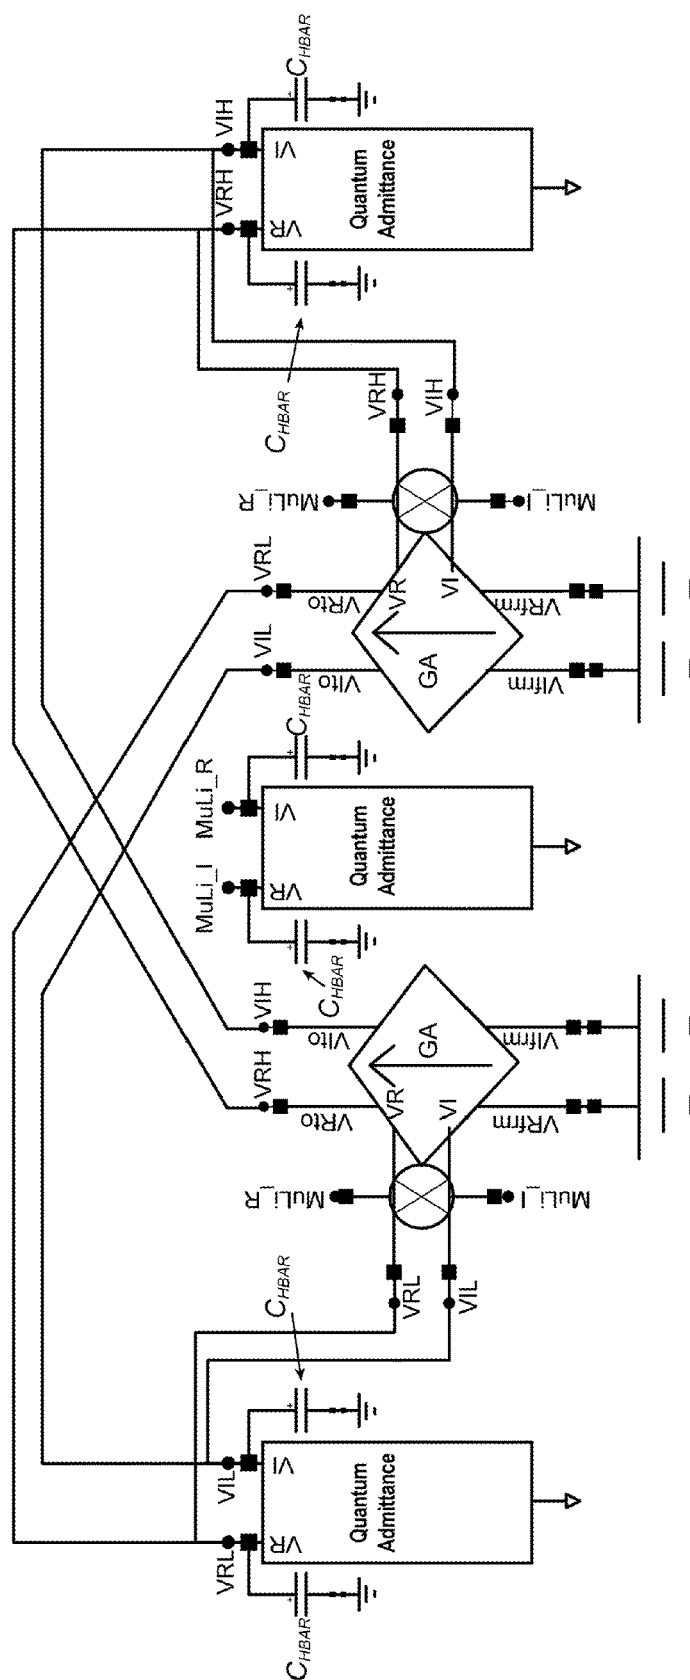 CHBAR
VRL
VIL
VR
VI
Quantum
Admittance
CHBAR
VRL
VIL
MuLi_R
MuLi_I
VRH
VIH
VRto
VIto
VR
VI
GA
VRfrm
VIfrm
CHBAR
MuLi_I
MuLi_R
VR
VI
Quantum
Admittance
CHBAR
VIL
VRL
VIto
VRto
GA
VR
VI
VIfrm
VRfrm
MuLi_R
MuLi_I
VRH
VIH
CHBAR
VRH
VIH
VR
VI
Quantum
Admittance
CHBAR